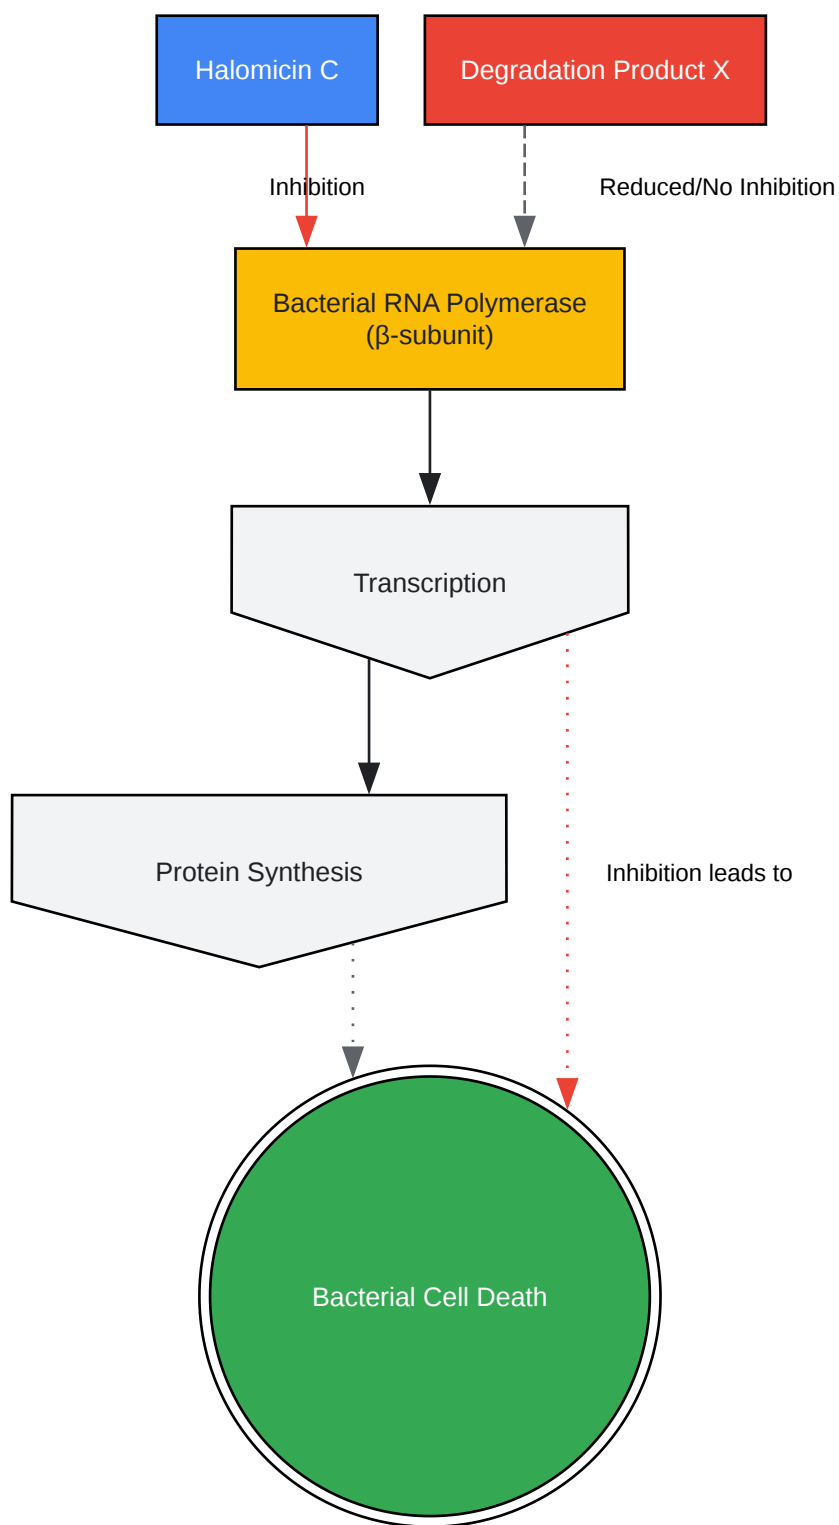 Halomicin C
Degradation Product X
Inhibition
Reduced/No Inhibition
Bacterial RNA Polymerase
(β-subunit)
Transcription
Protein Synthesis
Inhibition leads to
Bacterial Cell Death